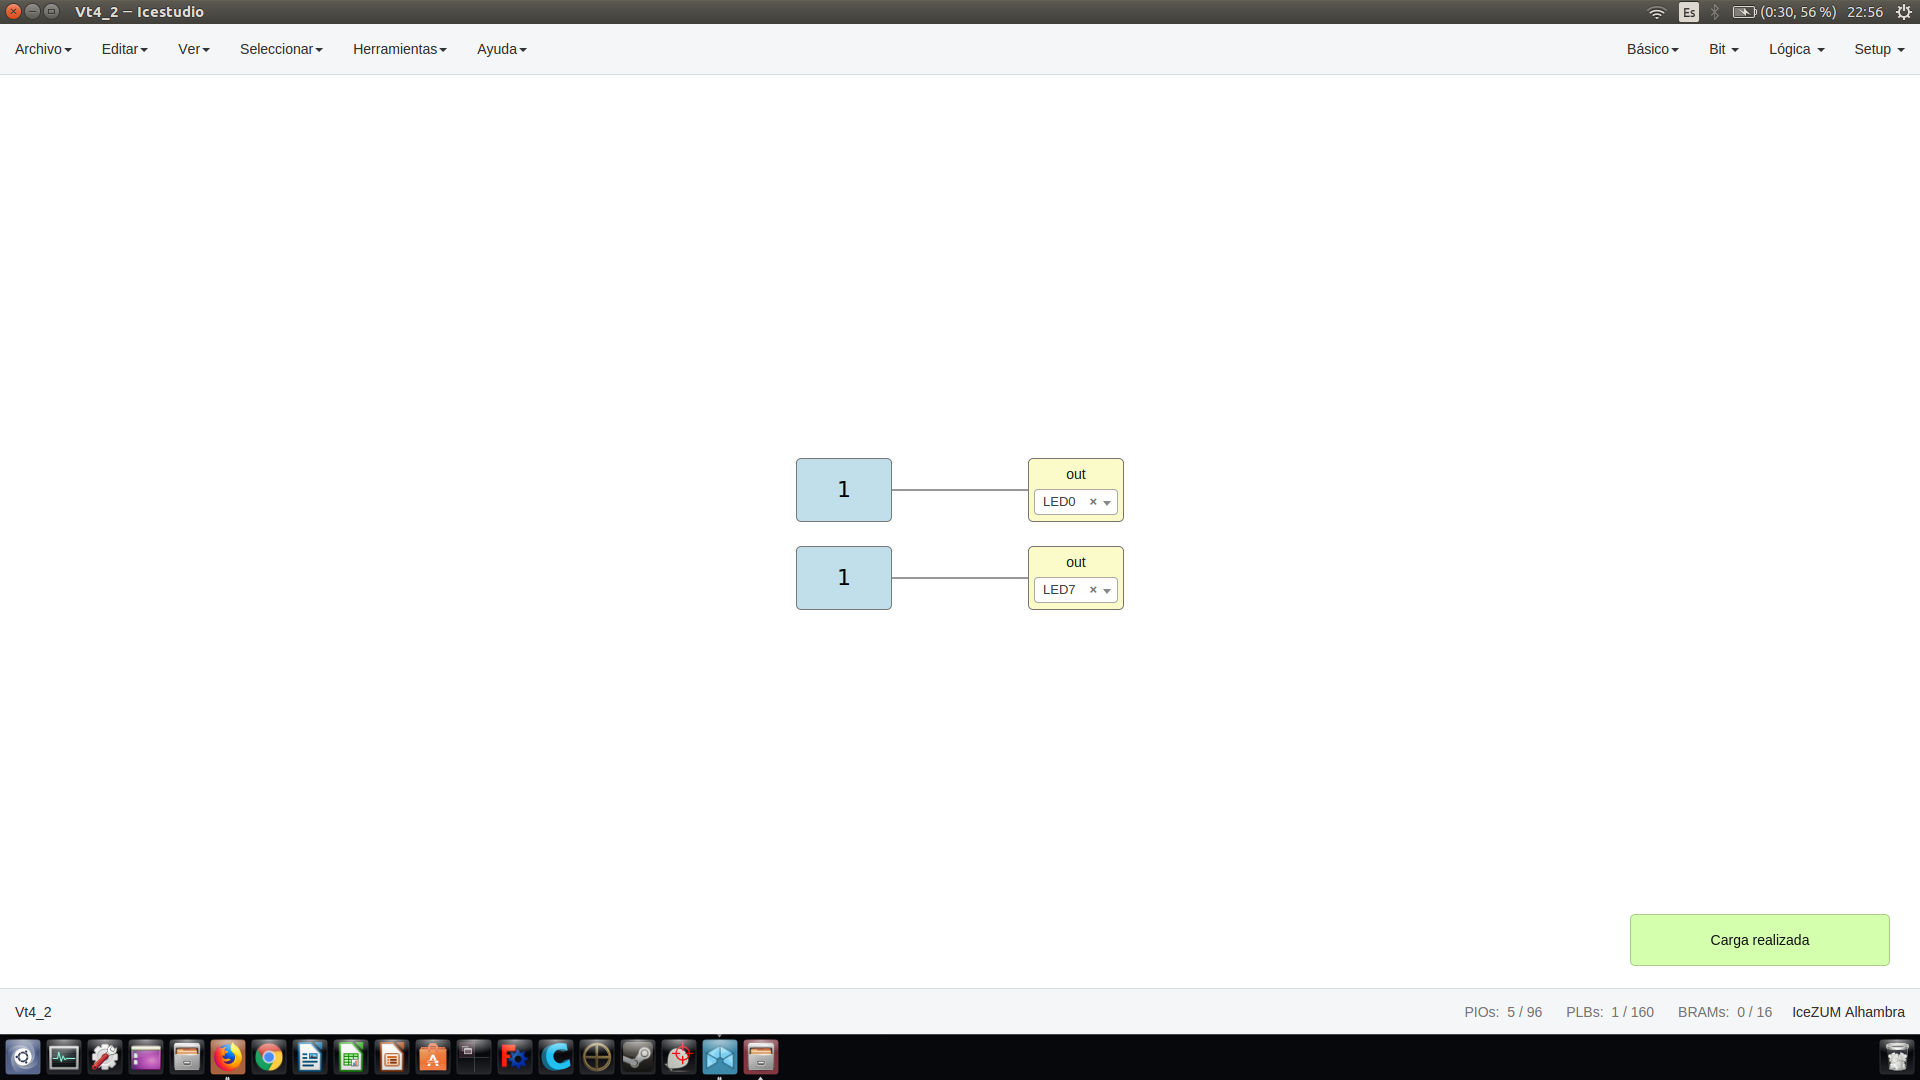 Vt4_2 – Icestudio
Es (0:30, 56 %) 22:56
Archivo Editar Ver Seleccionar Herramientas Ayuda Básico Bit Lógica Setup
1
out
LED0 ×
1
out
LED7 ×
Carga realizada
Vt4_2 PIOs: 5 / 96 PLBs: 1 / 160 BRAMs: 0 / 16 IceZUM Alhambra